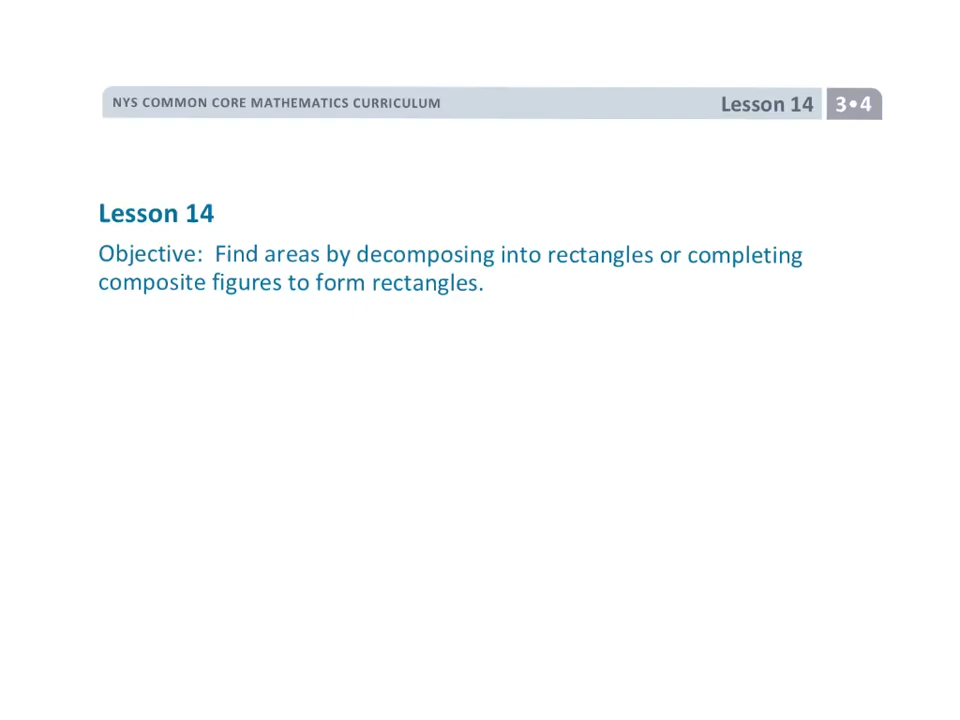 NYS COMMON CORE MATHEMATICS CURRICULUM
Lesson 14
3•4
Lesson 14
Objective:  Find areas by decomposing into rectangles or completing
composite figures to form rectangles.